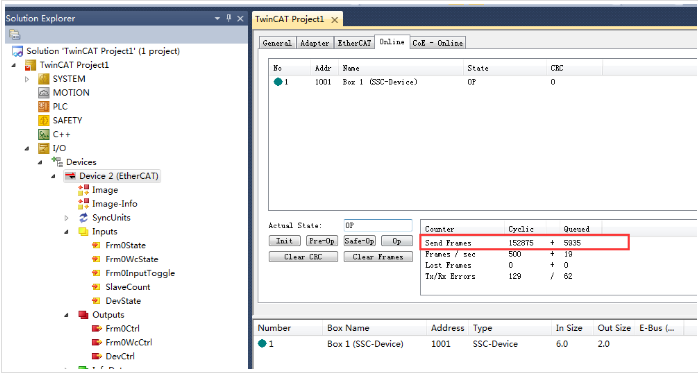 Solution Explorer
Solution 'TwinCAT Project1' (1 project)
TwinCAT Project1
SYSTEM
MOTION
PLC
SAFETY
C++
I/O
Devices
Device 2 (EtherCAT)
Image
Image-Info
SyncUnits
Inputs
Frm0State
Frm0WcState
Frm0InputToggle
SlaveCount
DevState
Outputs
Frm0Ctrl
Frm0WcCtrl
DevCtrl
TwinCAT Project1
General Adapter EtherCAT Online CoE - Online
No Addr Name State CRC
1 1001 Box 1 (SSC-Device) OP 0
Actual State: OP
Init Pre-Op Safe-Op Op
Clear CRC Clear Frames
Counter Cyclic Queued
Send Frames 152875 + 5935
Frames / sec 500 + 19
Lost Frames 0 + 0
Tx/Rx Errors 129 / 62
Number Box Name Address Type In Size Out Size E-Bus (...
1 Box 1 (SSC-Device) 1001 SSC-Device 6.0 2.0